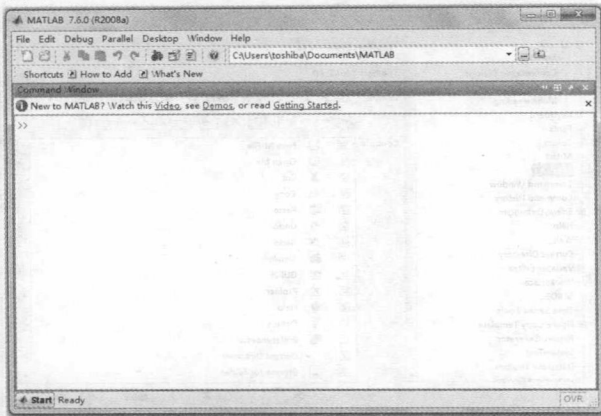 MATLAB 7.6.0 (R2008a)
File Edit Debug Parallel Desktop Window Help
C:\Users\toshiba\Documents\MATLAB
Shortcuts How to Add What's New
Command Window
New to MATLAB? Watch this Video, see Demos, or read Getting Started.
>>
Start Ready
OVR